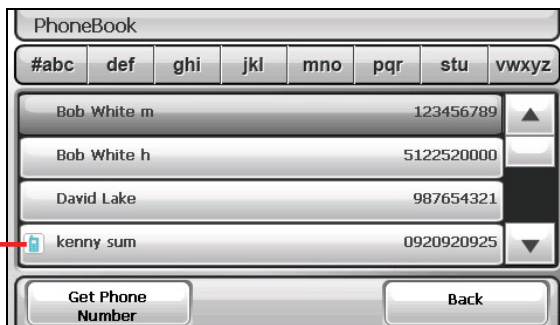 PhoneBook
#abc def ghi jkl mno pqr stu vwxyz
Bob White m 123456789
Bob White h 5122520000
David Lake 987654321
kenny sum 0920920925
Get Phone Number Back